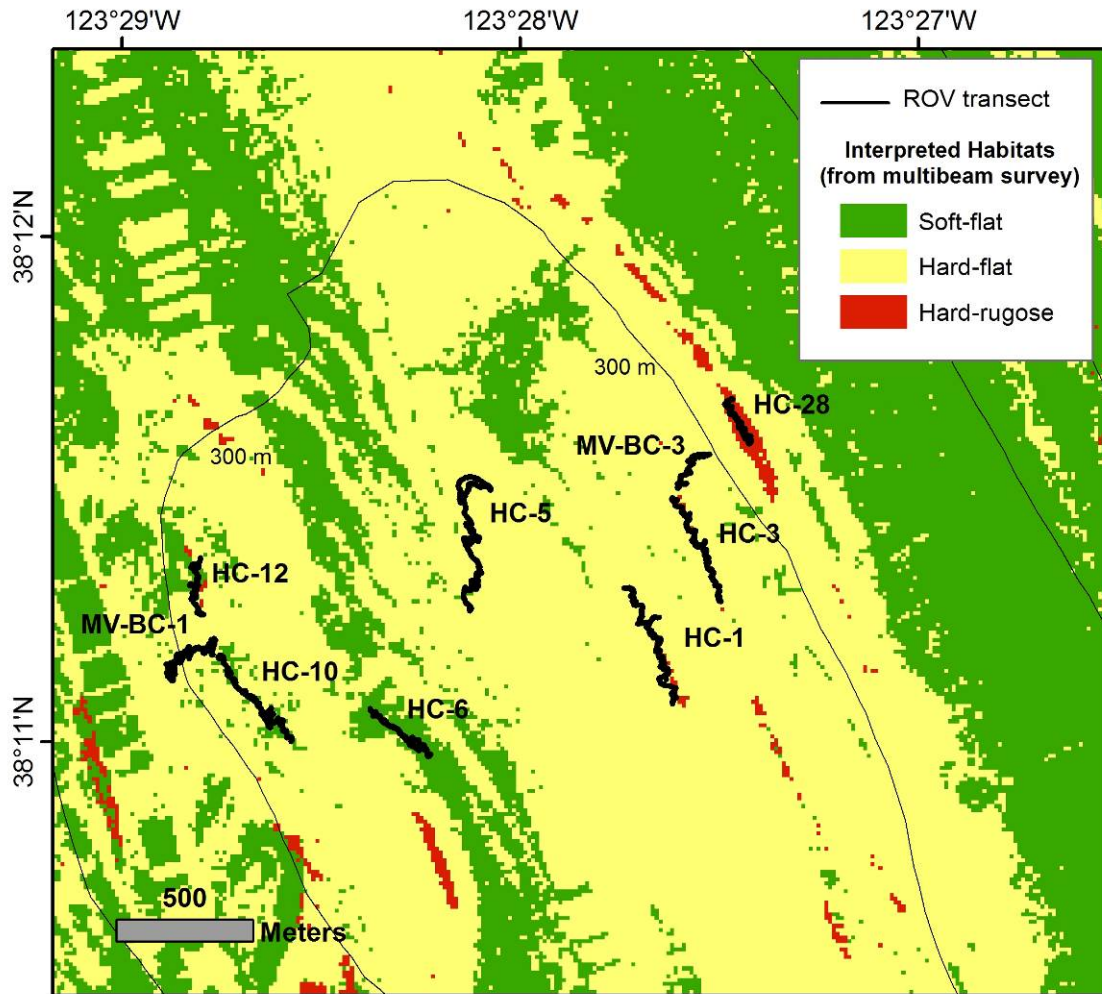 123°29'W
123°28'W
123°27'W
ROV transect
Interpreted Habitats
(from multibeam survey)
Soft-flat
Hard-flat
Hard-rugose
38°12'N
300 m
HC-28
MV-BC-3
300 m
HC-5
HC-3
HC-12
MV-BC-1
HC-1
HC-10
HC-6
38°11'N
500
Meters